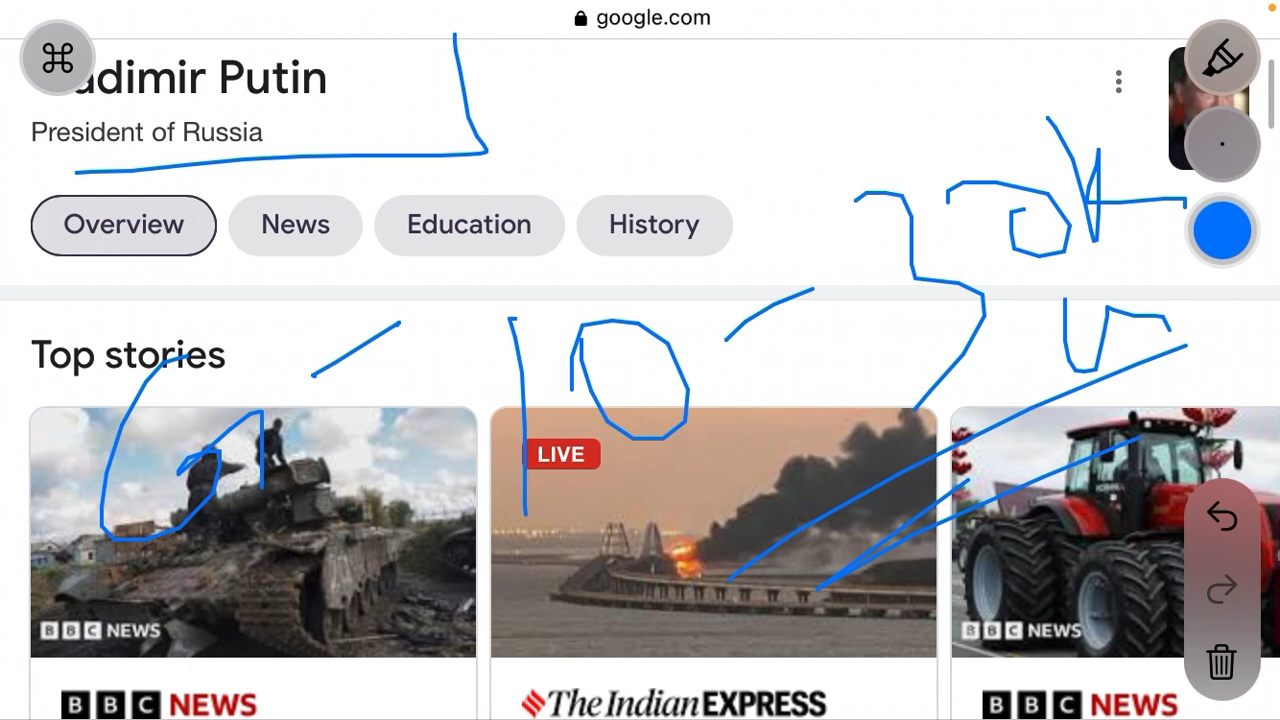 google.com
adimir Putin
President of Russia
Overview News Education History
Top stories
LIVE
BBC NEWS
BBC NEWS
BBC NEWS
The Indian EXPRESS
BBC NEWS